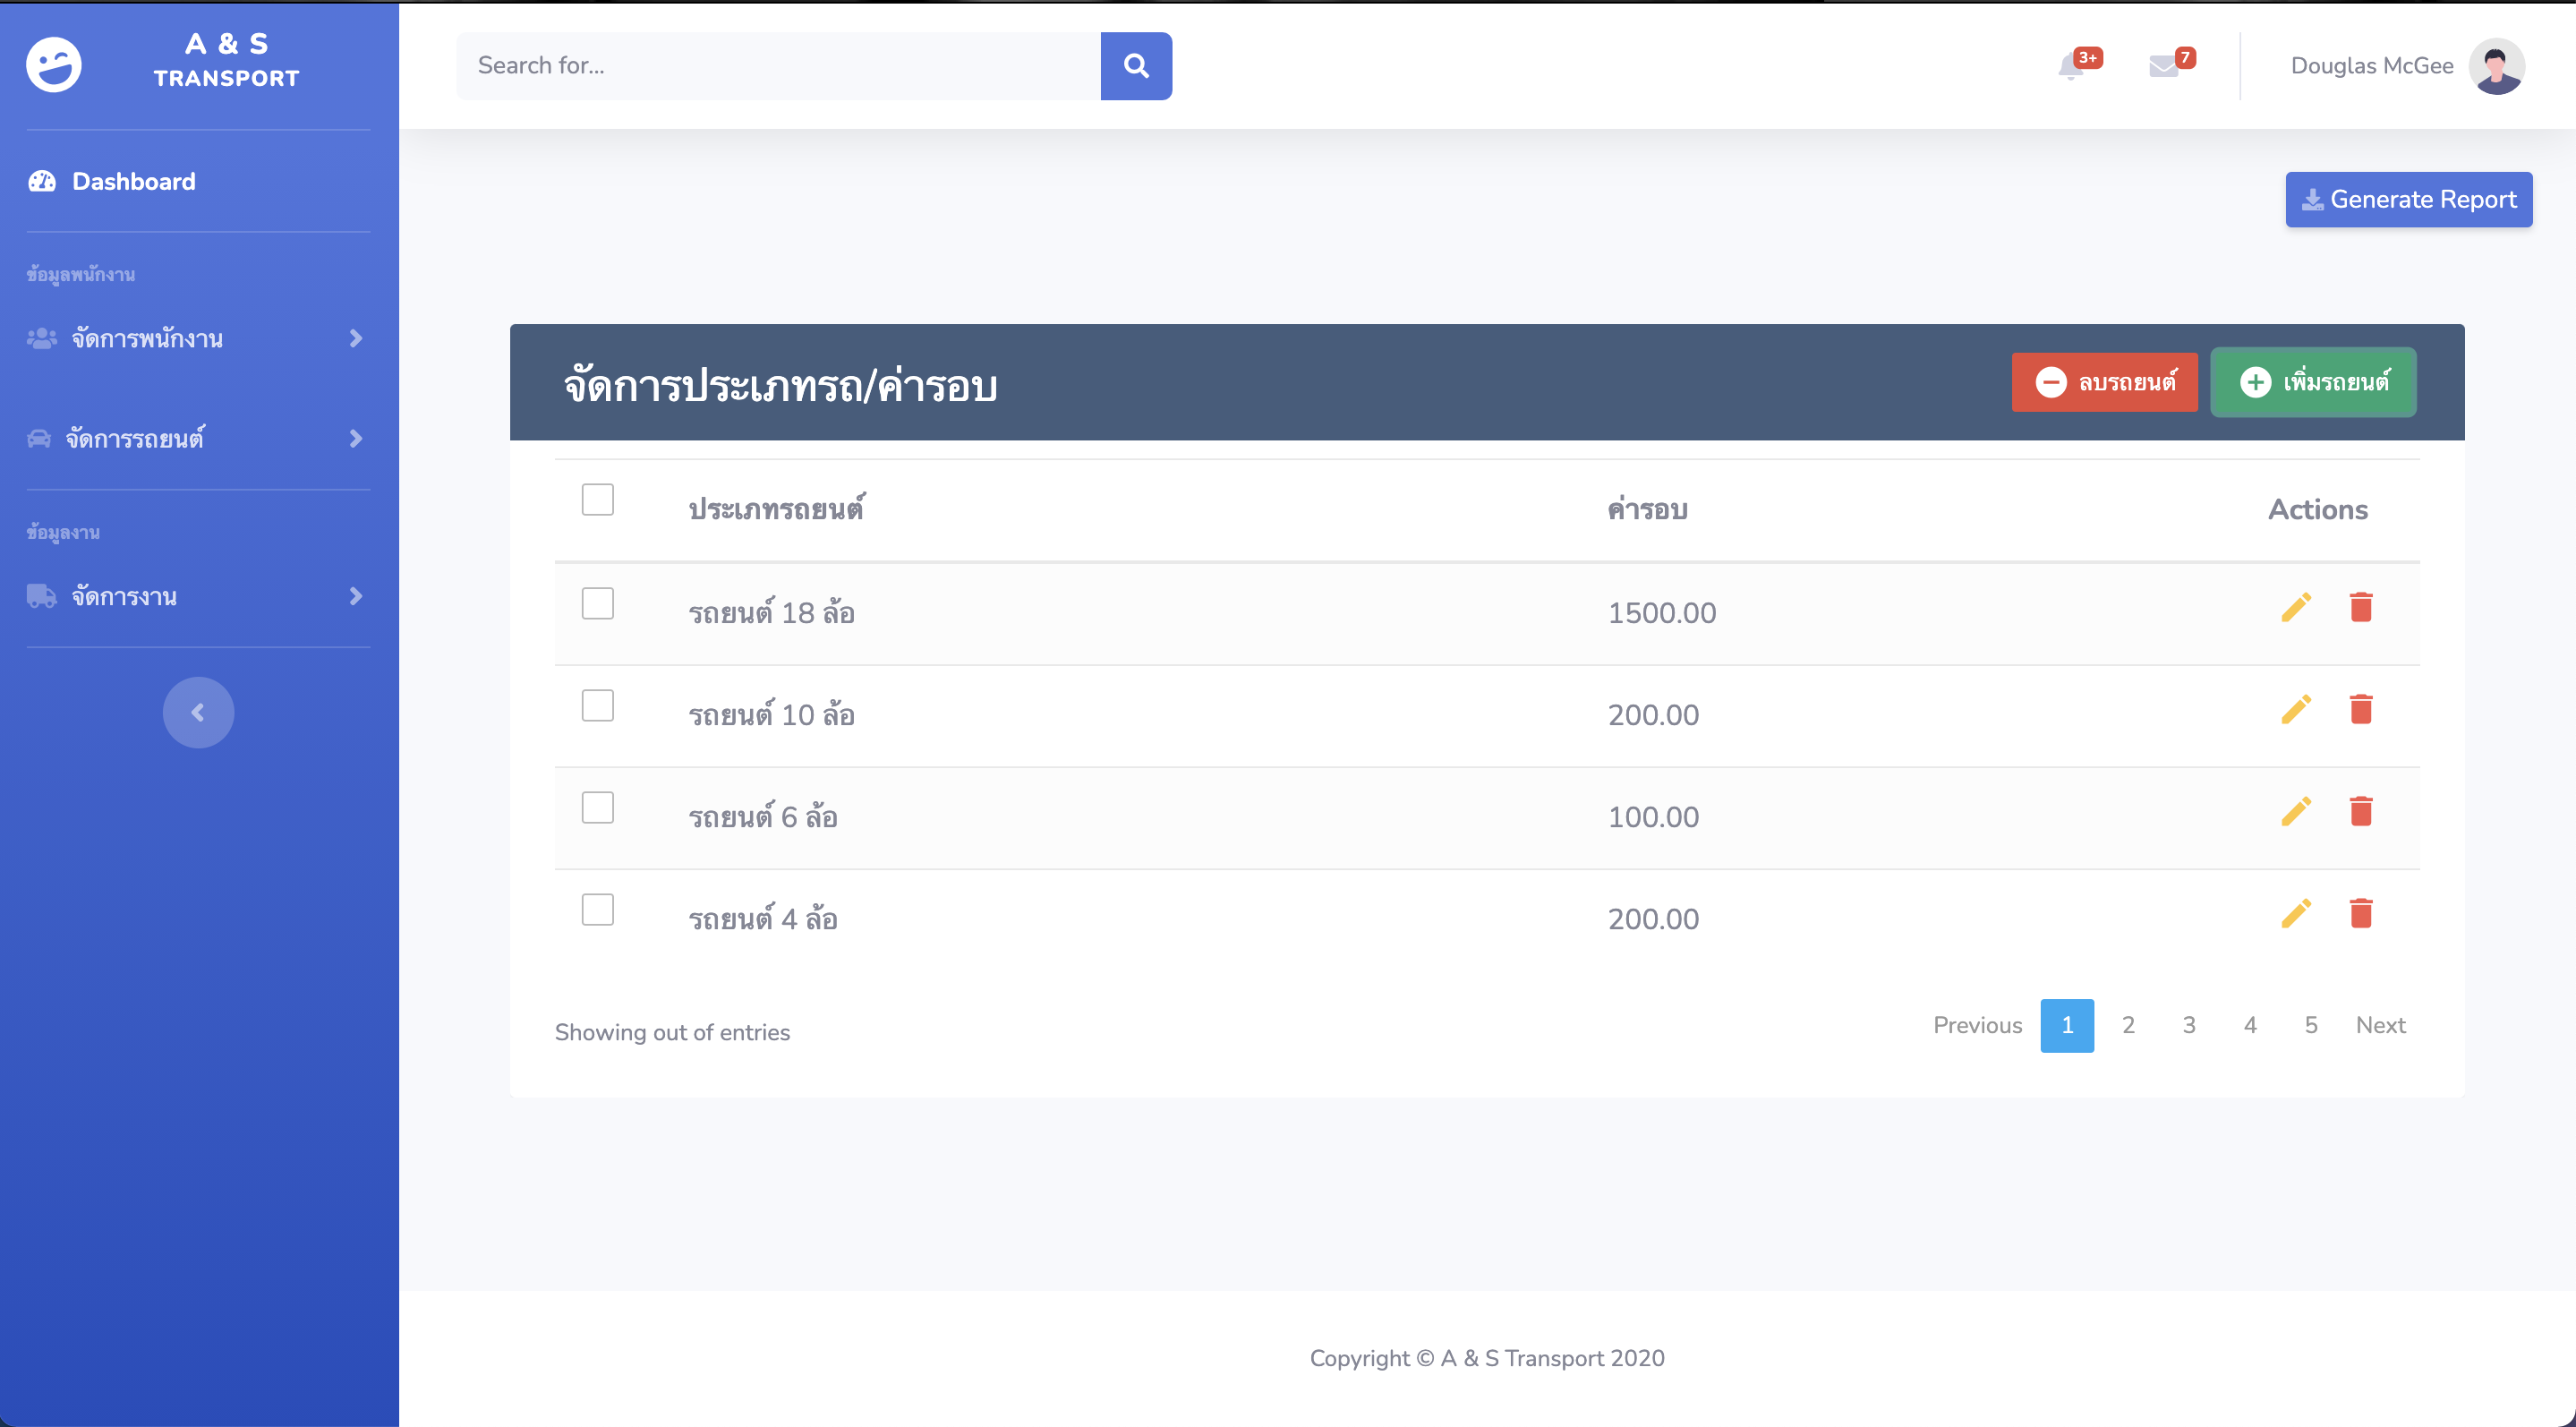 A & S
TRANSPORT
Search for...
3+
7
Douglas McGee
Dashboard
Generate Report
ข้อมูลพนักงาน
จัดการพนักงาน
จัดการรถยนต์
ข้อมูลงาน
จัดการงาน
จัดการประเภทรถ/ค่ารอบ
ลบรถยนต์
เพิ่มรถยนต์
ประเภทรถยนต์ ค่ารอบ Actions
รถยนต์ 18 ล้อ 1500.00
รถยนต์ 10 ล้อ 200.00
รถยนต์ 6 ล้อ 100.00
รถยนต์ 4 ล้อ 200.00
Showing out of entries
Previous 1 2 3 4 5 Next
Copyright © A & S Transport 2020